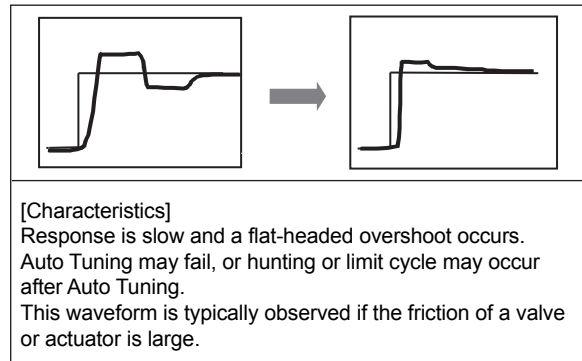 [Characteristics]
Response is slow and a flat-headed overshoot occurs.
Auto Tuning may fail, or hunting or limit cycle may occur
after Auto Tuning.
This waveform is typically observed if the friction of a valve
or actuator is large.